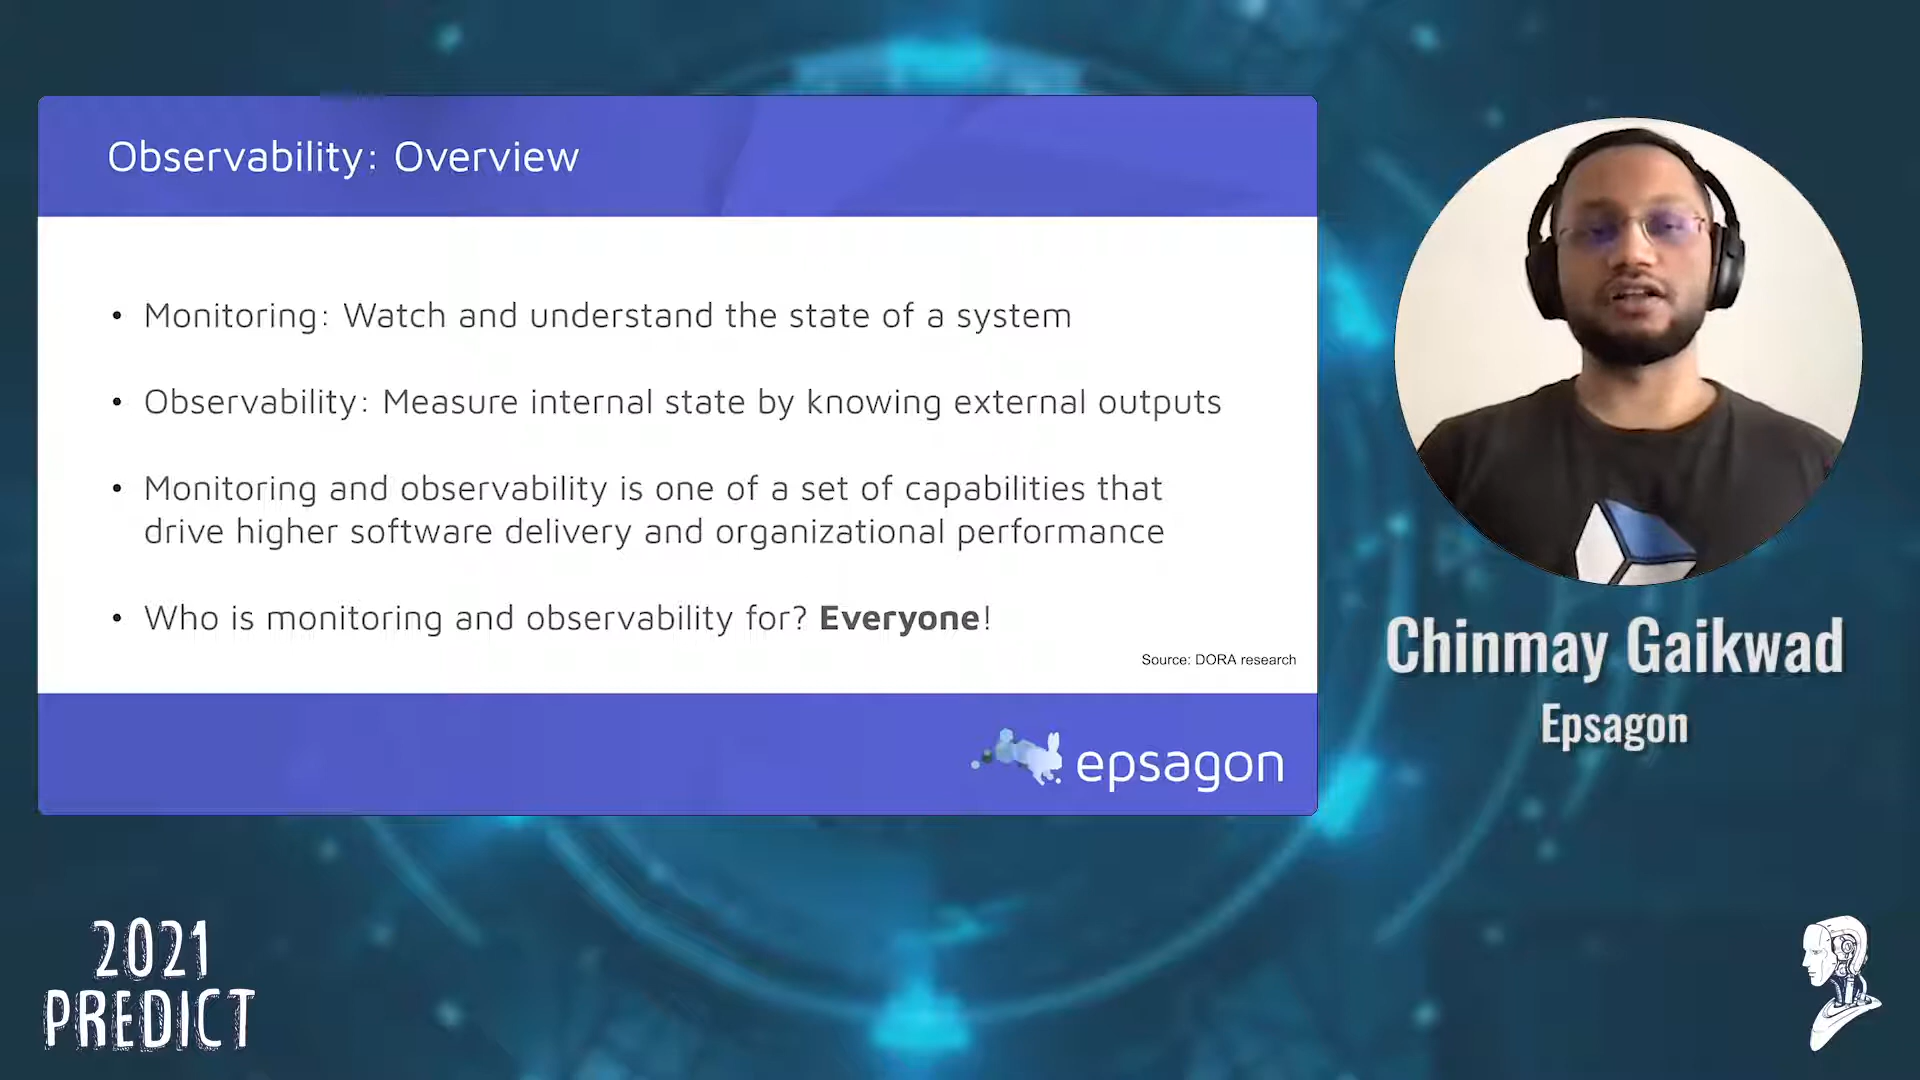 Observability: Overview
• Monitoring: Watch and understand the state of a system
• Observability: Measure internal state by knowing external outputs
• Monitoring and observability is one of a set of capabilities that
drive higher software delivery and organizational performance
• Who is monitoring and observability for? Everyone!
Source: DORA research
epsagon
Chinmay Gaikwad
Epsagon
2021
PREDICT